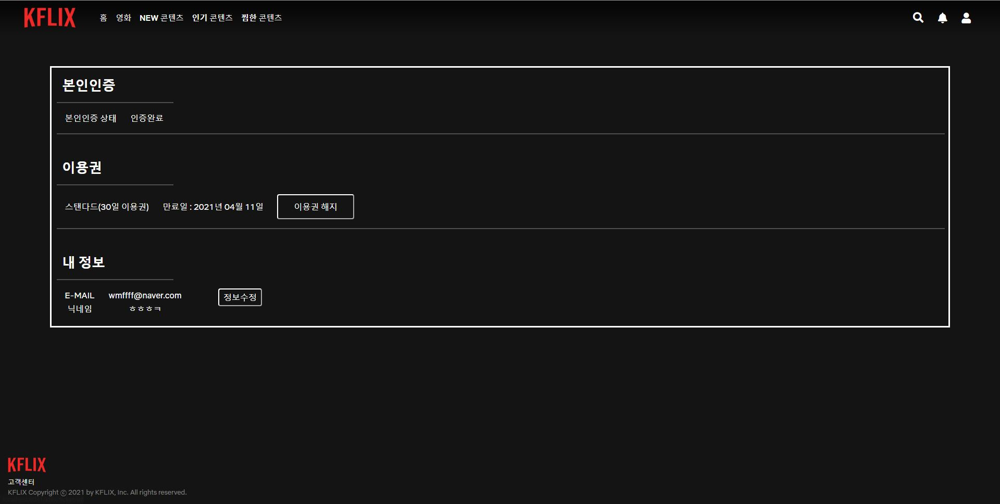 KFLIX 홈 영화 NEW 콘텐츠 인기 콘텐츠 찜한 콘텐츠
본인인증
본인인증 상태 인증완료
이용권
스탠다드(30일 이용권) 만료일 : 2021년 04월 11일 이용권 해지
내 정보
E-MAIL wmffff@naver.com 정보수정
닉네임 ㅎㅎㅎㅋ
KFLIX
고객센터
KFLIX Copyright ⓒ 2021 by KFLIX, Inc. All rights reserved.